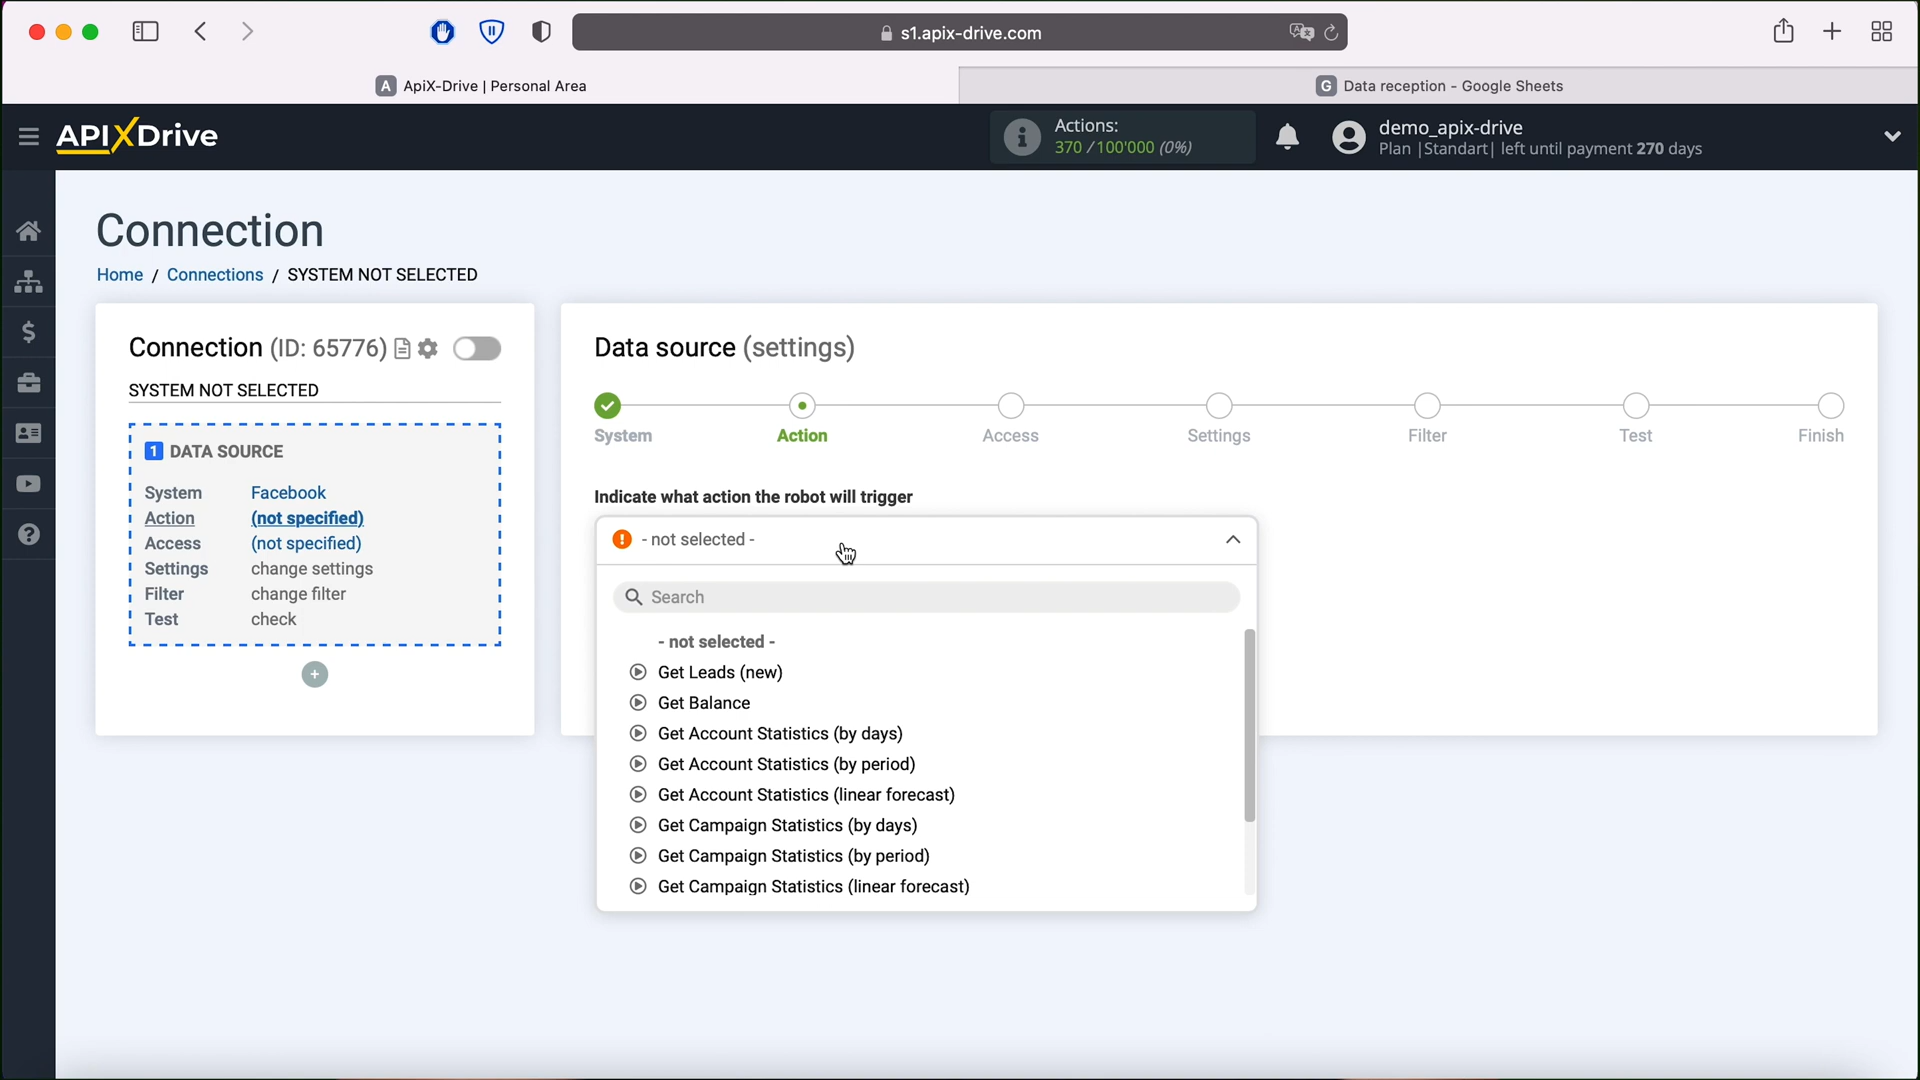 s1.apix-drive.com
A ApiX-Drive | Personal Area
G Data reception - Google Sheets
APIXDrive
Actions:
370 /100'000 (0%)
demo_apix-drive
Plan |Standart| left until payment 270 days
Connection
Home / Connections / SYSTEM NOT SELECTED
Connection (ID: 65776)
SYSTEM NOT SELECTED
1 DATA SOURCE
System Facebook
Action (not specified)
Access (not specified)
Settings change settings
Filter change filter
Test check
Data source (settings)
System Action Access Settings Filter Test Finish
Indicate what action the robot will trigger
- not selected -
Search
- not selected -
Get Leads (new)
Get Balance
Get Account Statistics (by days)
Get Account Statistics (by period)
Get Account Statistics (linear forecast)
Get Campaign Statistics (by days)
Get Campaign Statistics (by period)
Get Campaign Statistics (linear forecast)